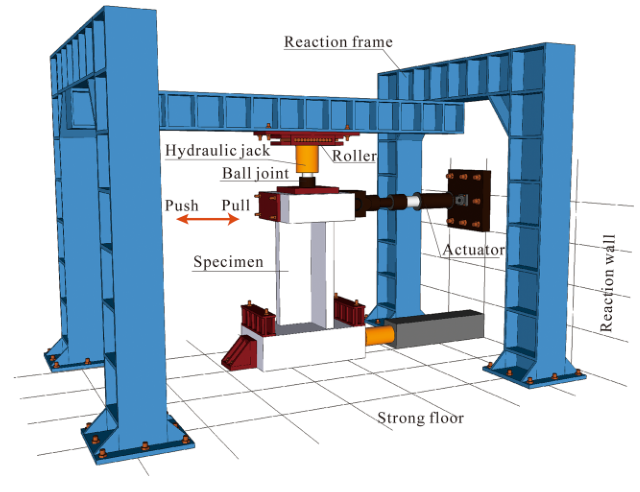 Reaction frame
Hydraulic jack
Roller
Ball joint
Push
Pull
Actuator
Specimen
Reaction wall
Strong floor